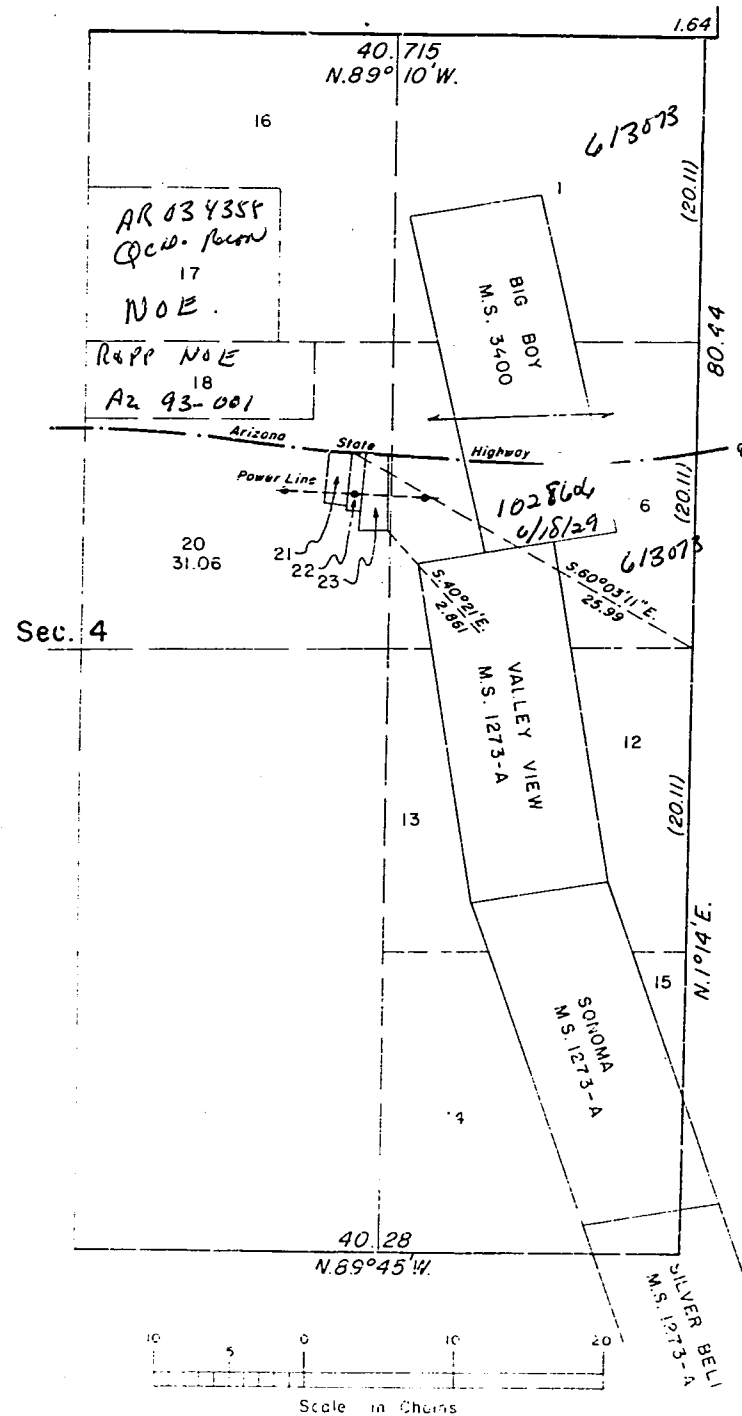 1.64
40.715
N.89°10'W.
16
613073
1
(20.11)
AR 034358
17
NOE.
BIG BOY
M.S. 3400
80.44
R&PP NOE
18
AZ 93-001
Arizona State Highway
Power Line
1028606
6/18/29
6
(20.11)
613073
20
31.06
21
22
23
S.40°21'E.
2.861
S.60°03'11"E.
25.99
Sec. 4
VALLEY VIEW
M.S. 1273-A
12
13
(20.11)
N.1°14'E.
15
SONOMA
M.S. 1273-A
40.28
N.89°45'W.
SILVER BELL
M.S. 1273-A
10 5 0 10 20
Scale in Chains